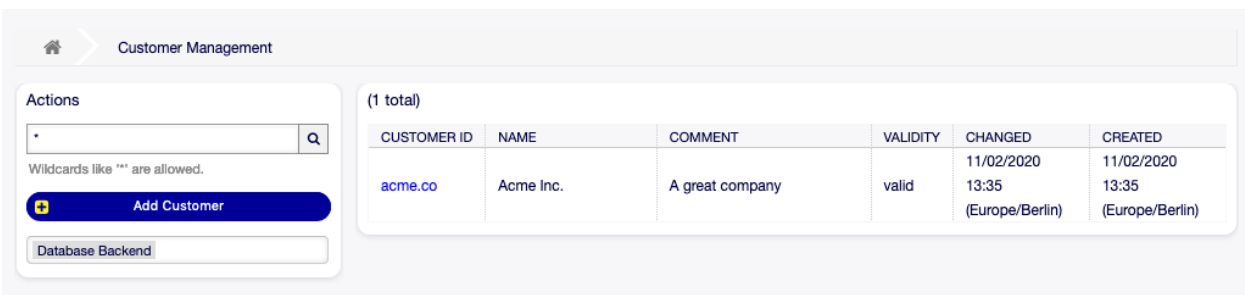 Customer Management
Actions
*
Wildcards like '*' are allowed.
Add Customer
Database Backend
(1 total)
CUSTOMER ID NAME COMMENT VALIDITY CHANGED CREATED
acme.co Acme Inc. A great company valid 11/02/2020 13:35 (Europe/Berlin) 11/02/2020 13:35 (Europe/Berlin)